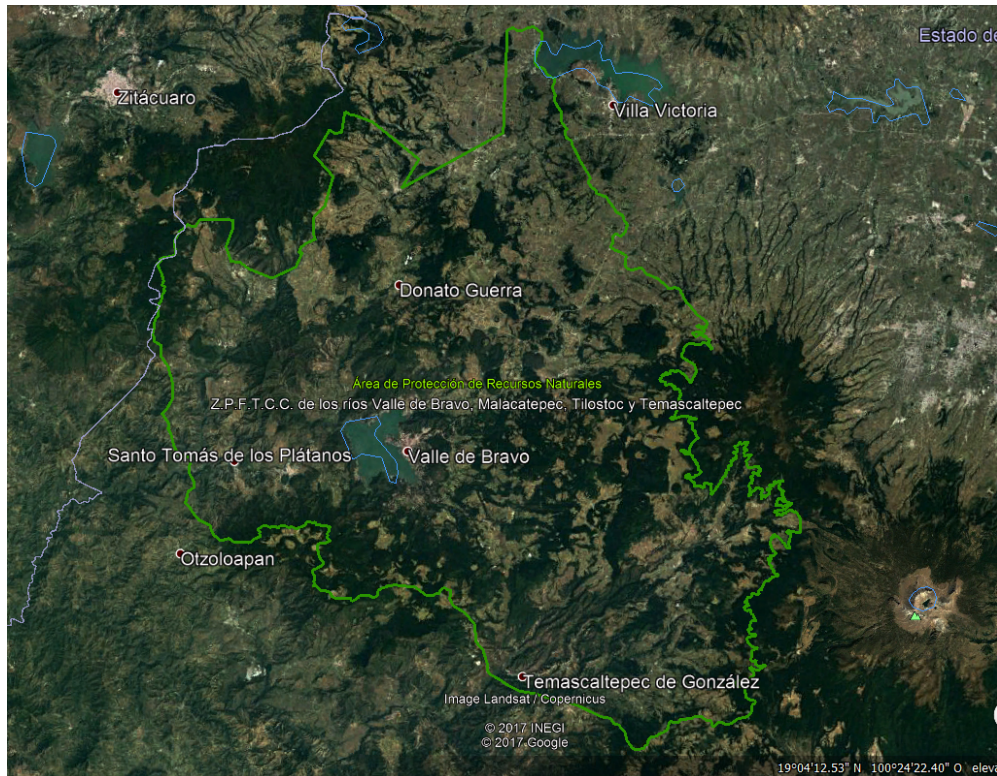 Estado de
Zitácuaro
Villa Victoria
Donato Guerra
Área de Protección de Recursos Naturales
Z.P.F.T.C.C. de los ríos Valle de Bravo, Malacatepec, Tilostoc y Temascaltepec
Santo Tomás de los Plátanos
Valle de Bravo
Otzoloapan
Temascaltepec de González
Image Landsat / Copernicus
© 2017 INEGI
© 2017 Google
19°04'12.53" N 100°24'22.40" O eleva